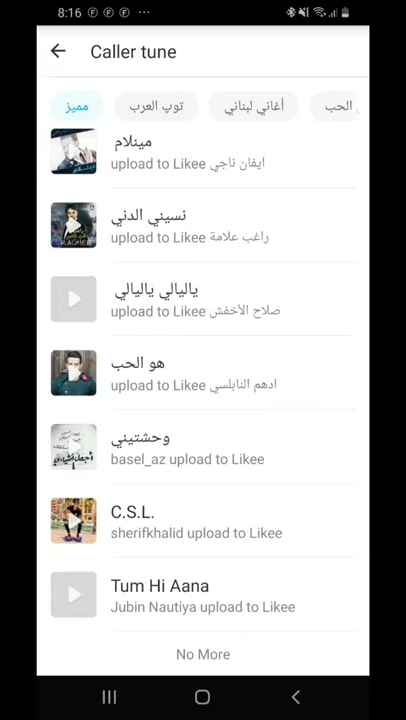 8:16
Caller tune
مميز
توب العرب
أغاني لبناني
الحب
مينلام
upload to Likee ايفان ناجي
نسيني الدني
upload to Likee راغب علامة
ياليالي ياليالي
upload to Likee صلاح الأخفش
هو الحب
upload to Likee ادهم النابلسي
وحشتيني
basel_az upload to Likee
C.S.L.
sherifkhalid upload to Likee
Tum Hi Aana
Jubin Nautiya upload to Likee
No More